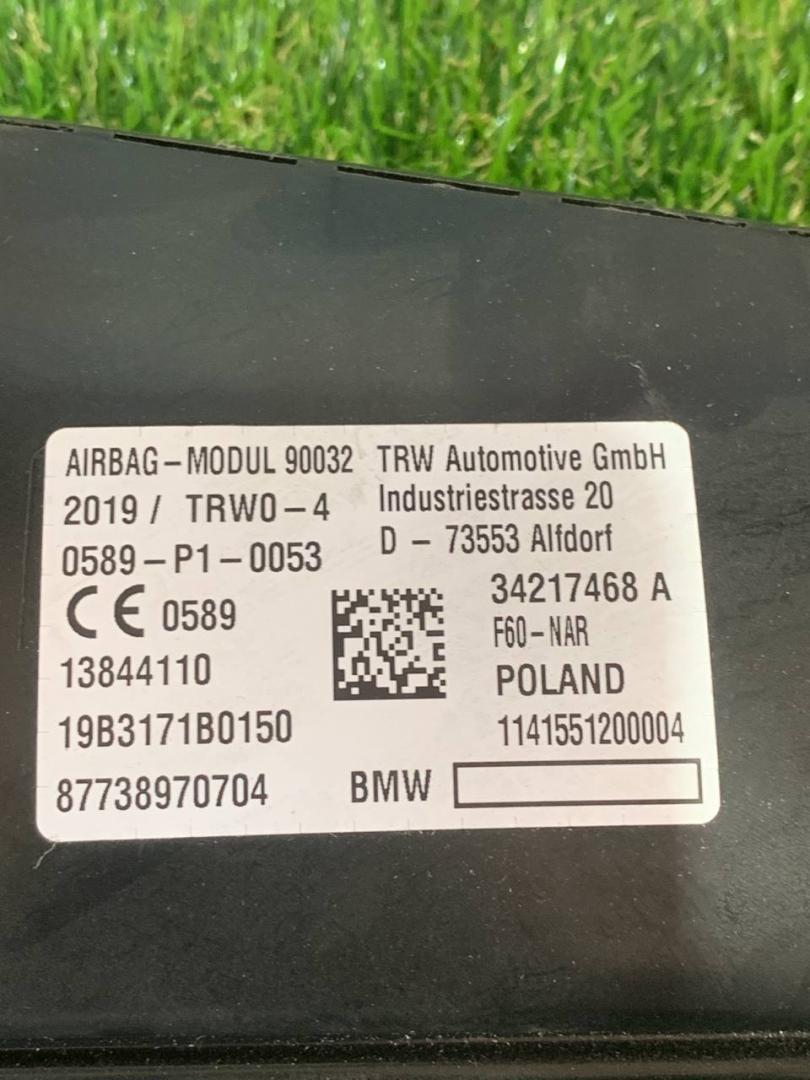 AIRBAG-MODUL 90032
2019 / TRW0-4
0589-P1-0053
CE 0589
13844110
19B3171B0150
87738970704
TRW Automotive GmbH
Industriestrasse 20
D - 73553 Alfdorf
34217468 A
F60-NAR
POLAND
1141551200004
BMW